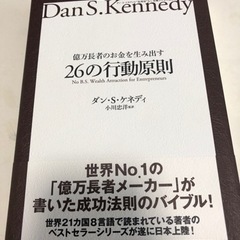 Dan S. Kennedy
億万長者のお金を生み出す
26の行動原則
No B.S. Wealth Attraction for Entrepreneurs
ダン・S・ケネディ
小川忠洋
世界No.1の
「億万長者メーカー」が
書いた成功法則のバイブル!
世界21カ国8言語で読まれている著者の
ベストセラーシリーズが遂に日本上陸!